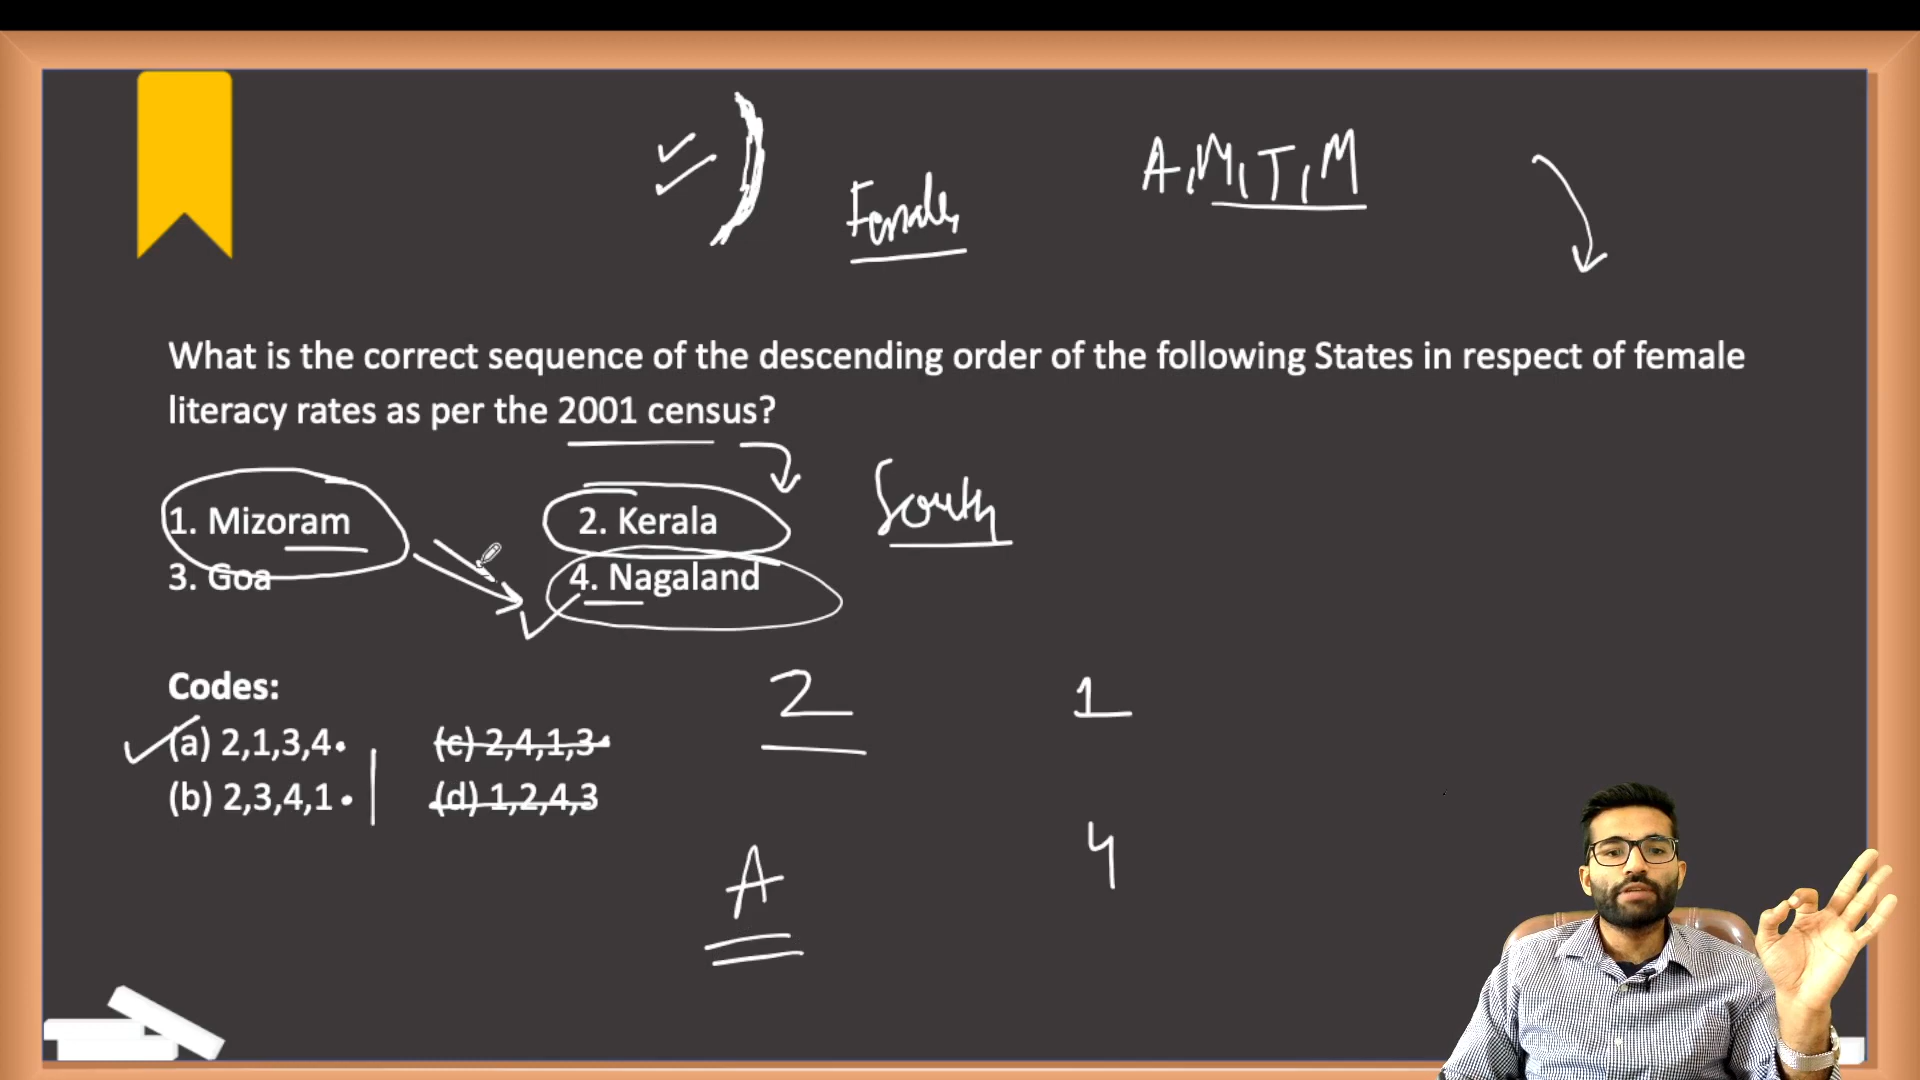 Female
A, M, T, M
What is the correct sequence of the descending order of the following States in respect of female
literacy rates as per the 2001 census?
South
1. Mizoram 2. Kerala
3. Goa 4. Nagaland
Codes:
2 1
(a) 2,1,3,4 (c) 2,4,1,3
(b) 2,3,4,1 (d) 1,2,4,3
A 4